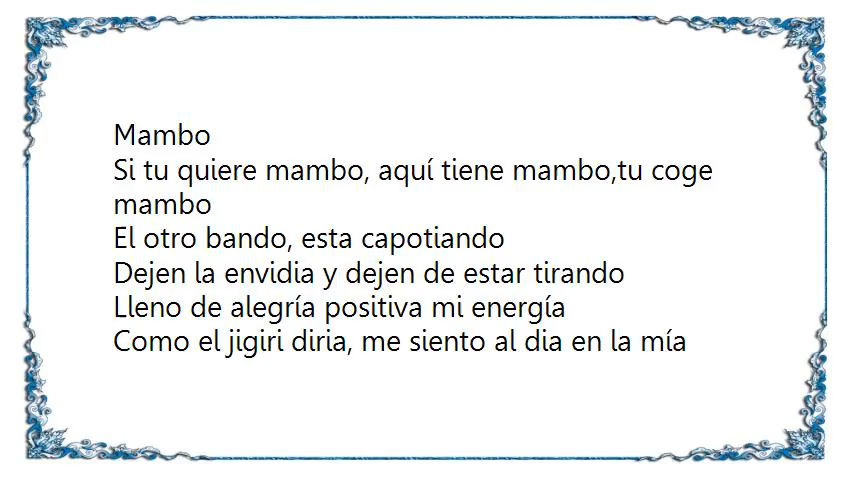 Mambo
Si tu quiere mambo, aquí tiene mambo,tu coge
mambo
El otro bando, esta capotiando
Dejen la envidia y dejen de estar tirando
Lleno de alegría positiva mi energía
Como el jigiri diria, me siento al dia en la mía